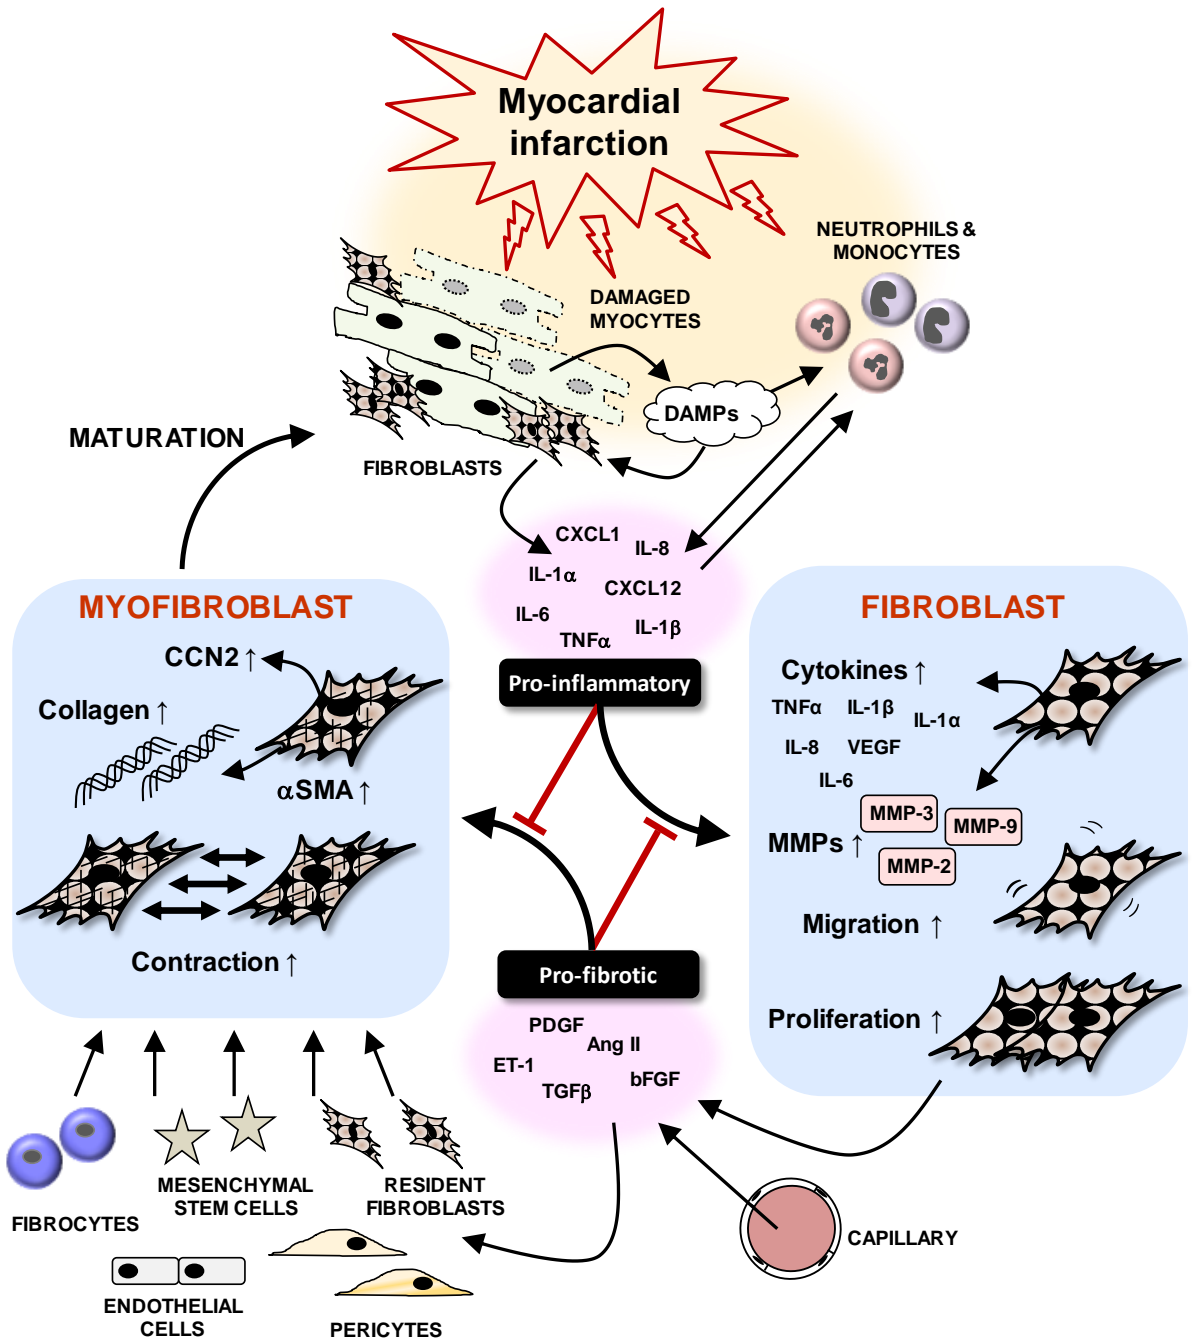 Myocardial
infarction
NEUTROPHILS &
MONOCYTES
DAMAGED
MYOCYTES
DAMPs
MATURATION
FIBROBLASTS
CXCL1
IL-8
IL-1α
CXCL12
IL-6
IL-1β
TNFα
Pro-inflammatory
MYOFIBROBLAST
CCN2 ↑
Collagen ↑
αSMA ↑
Contraction ↑
FIBROBLAST
Cytokines ↑
TNFα IL-1β IL-1α
IL-8 VEGF
IL-6
MMP-3
MMPs ↑ MMP-9
MMP-2
Migration ↑
Proliferation ↑
Pro-fibrotic
PDGF
Ang II
ET-1
TGFβ
bFGF
FIBROCYTES
MESENCHYMAL
STEM CELLS
RESIDENT
FIBROBLASTS
CAPILLARY
ENDOTHELIAL
CELLS
PERICYTES